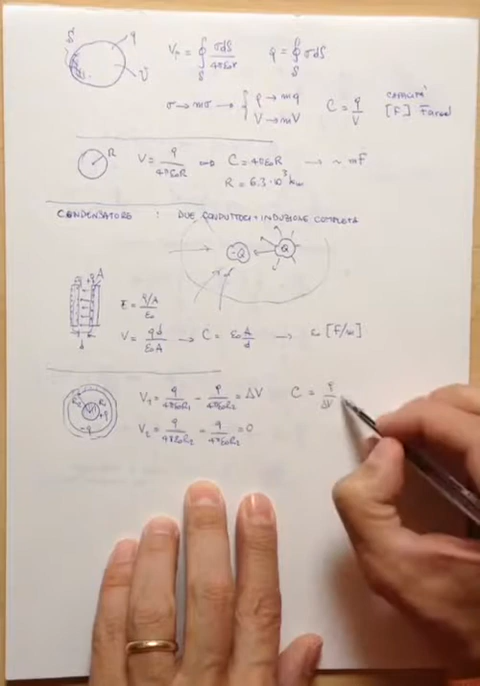 S q V
V_P = ∮_S σdS/4πε₀r q = ∮_S σdS
σ → mσ → { q → mq V → mV C = q/V CAPACITÀ [F] Farad
R V = q/4πε₀R ⇒ C = 4πε₀R → ~ mF
R = 6.3·10³ km
CONDENSATORE : DUE CONDUTTORI + INDUZIONE COMPLETA
-Q Q
A d
E = q/A/ε₀
V = qd/ε₀A → C = ε₀ A/d → ε₀ [F/m]
V₁ = q/4πε₀R₁ - q/4πε₀R₂ = ΔV C = q/ΔV
+q -q
V₂ = q/4πε₀R₂ - q/4πε₀R₂ = 0